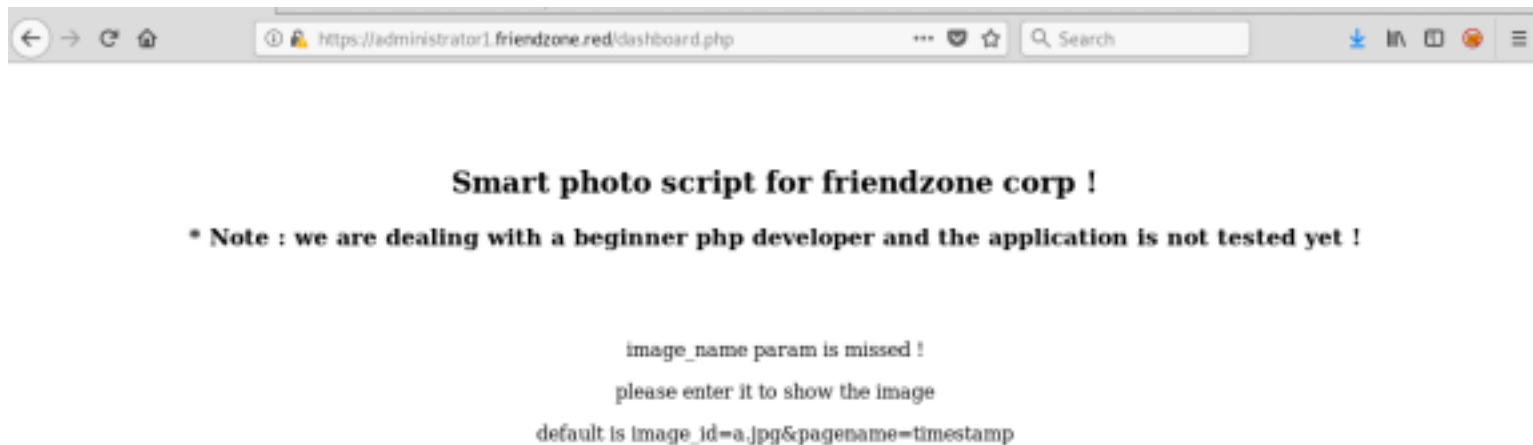 https://administrator1.friendzone.red/dashboard.php
Search
Smart photo script for friendzone corp !
* Note : we are dealing with a beginner php developer and the application is not tested yet !
image_name param is missed !
please enter it to show the image
default is image_id=a.jpg&pagename=timestamp